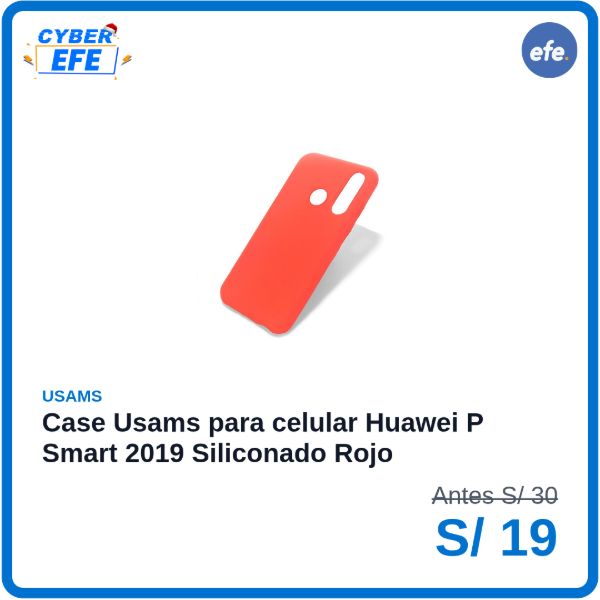 CYBER
EFE
efe.
USAMS
Case Usams para celular Huawei P
Smart 2019 Siliconado Rojo
Antes S/ 30
S/ 19